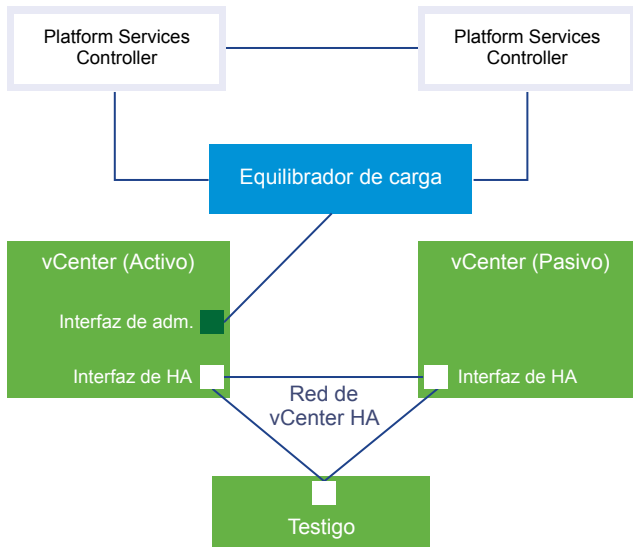 Platform Services
Controller
Platform Services
Controller
Equilibrador de carga
vCenter (Activo)
vCenter (Pasivo)
Interfaz de adm.
Interfaz de HA
Interfaz de HA
Red de
vCenter HA
Testigo